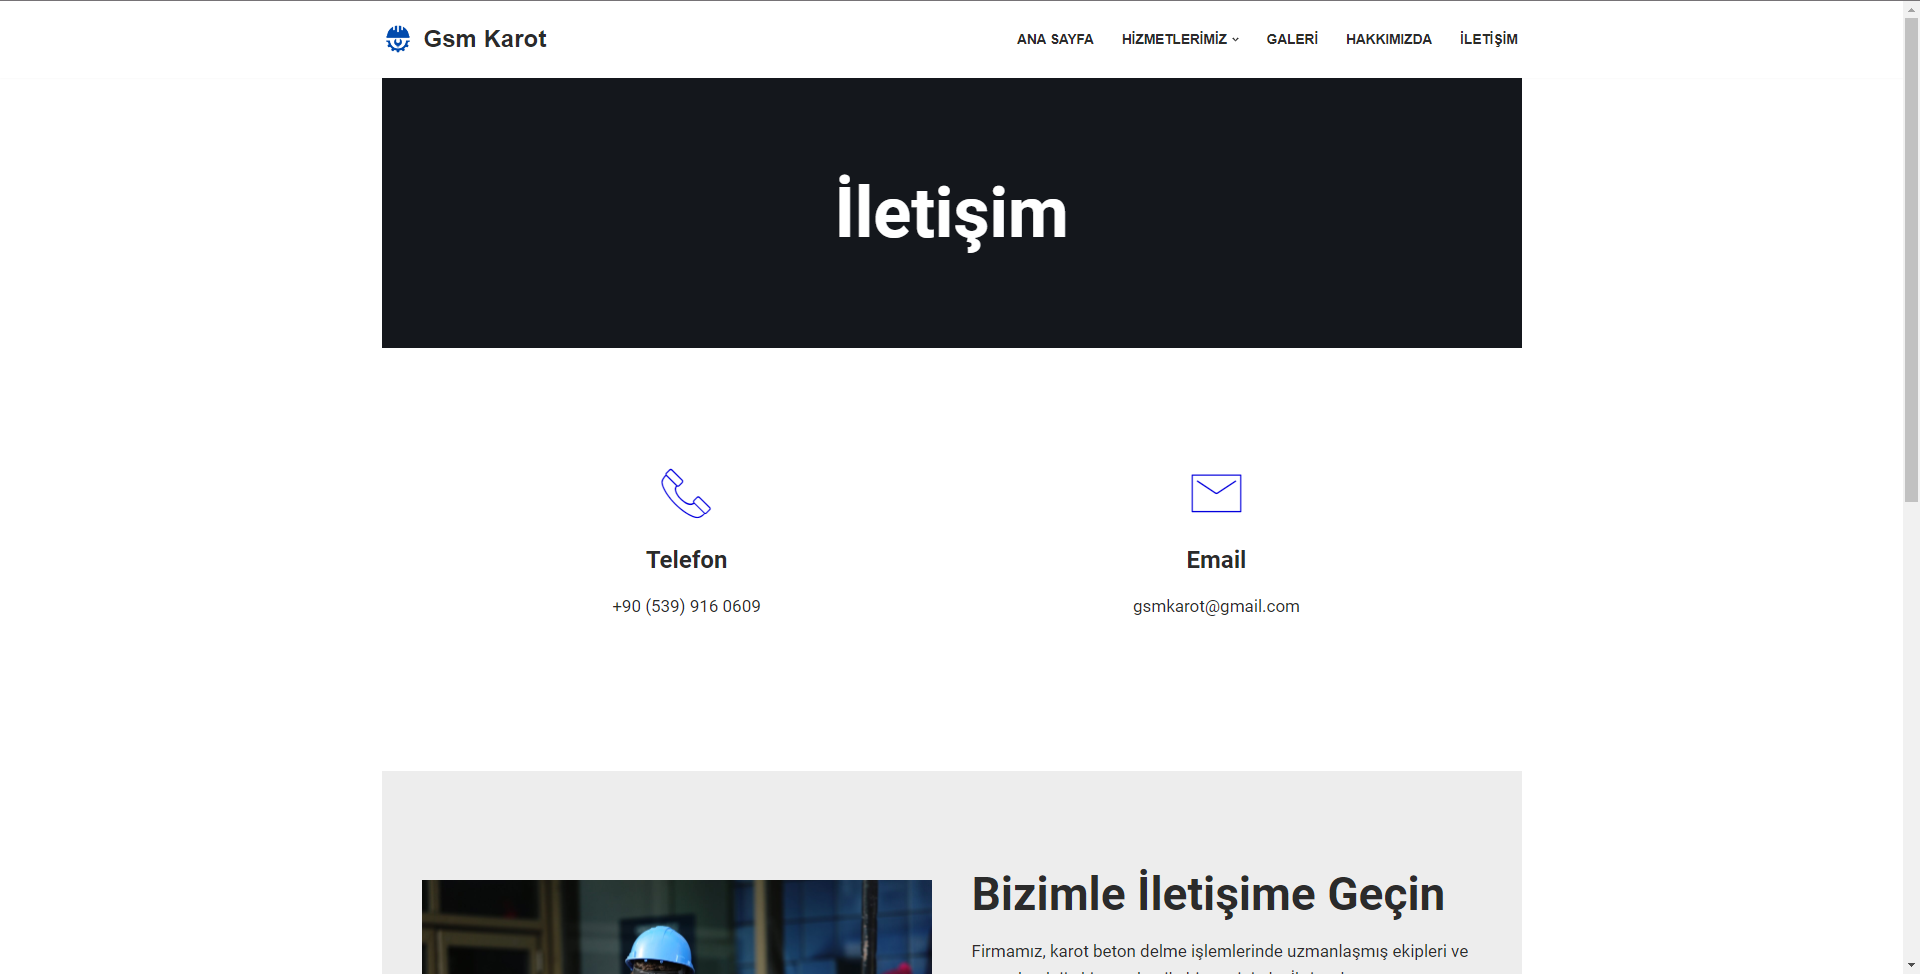 Gsm Karot
ANA SAYFA
HİZMETLERİMİZ
GALERİ
HAKKIMIZDA
İLETİŞİM
İletişim
Telefon
+90 (539) 916 0609
Email
gsmkarot@gmail.com
Bizimle İletişime Geçin
Firmamız, karot beton delme işlemlerinde uzmanlaşmış ekipleri ve